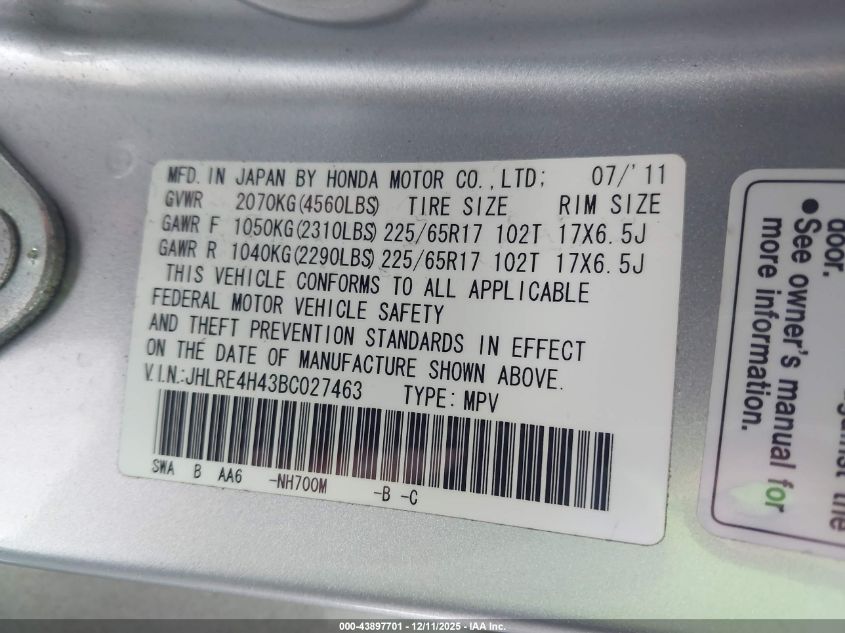 MFD. IN JAPAN BY HONDA MOTOR CO.,LTD; 07/'11
GVWR 2070KG(4560LBS) TIRE SIZE RIM SIZE
GAWR F 1050KG(2310LBS) 225/65R17 102T 17X6.5J
GAWR R 1040KG(2290LBS) 225/65R17 102T 17X6.5J
THIS VEHICLE CONFORMS TO ALL APPLICABLE
FEDERAL MOTOR VEHICLE SAFETY
AND THEFT PREVENTION STANDARDS IN EFFECT
ON THE DATE OF MANUFACTURE SHOWN ABOVE.
V.I.N.:JHLRE4H43BC027463 TYPE: MPV
SWA B AA6 -NH700M -B -C
door.
● See owner's manual for
more information.
the
000-43897701 - 12/11/2025 - IAA, Inc.